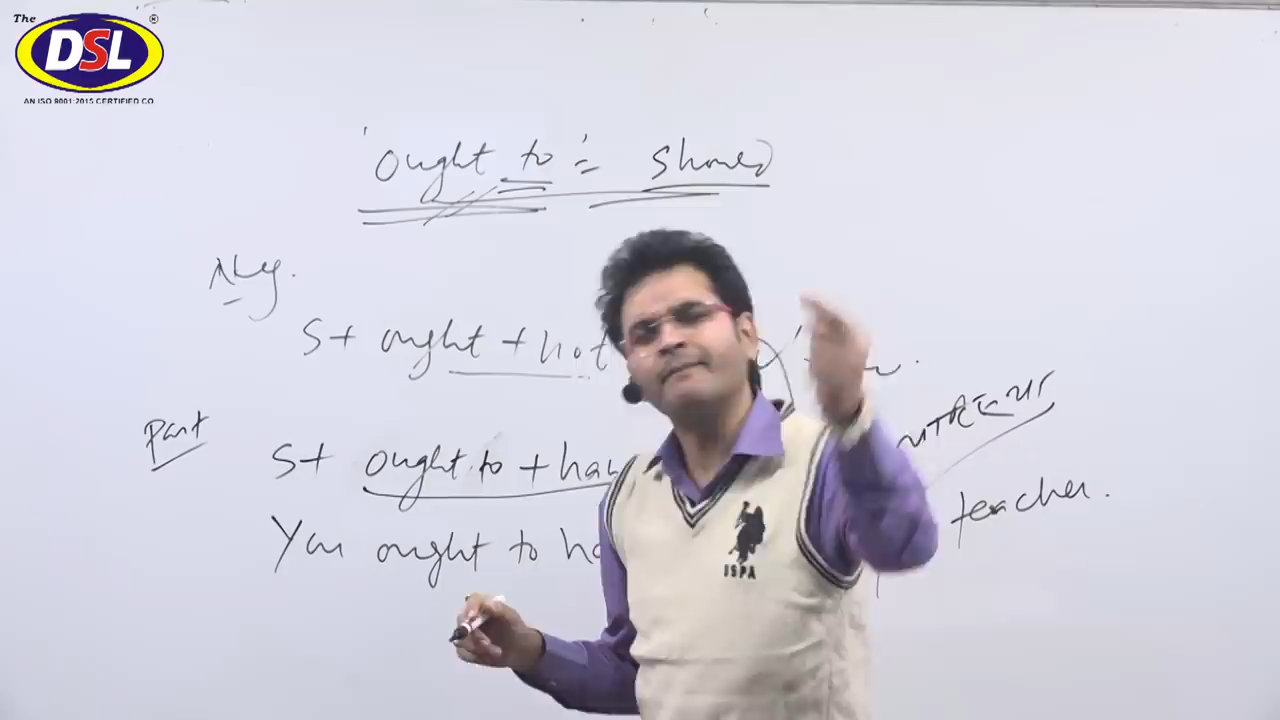 The
DSL ®
AN ISO 9001:2015 CERTIFIED CO
'ought to' = should
Neg.
S+ ought + not
Past
S+ ought to + hav
teacher.
You ought to ha
ISPA